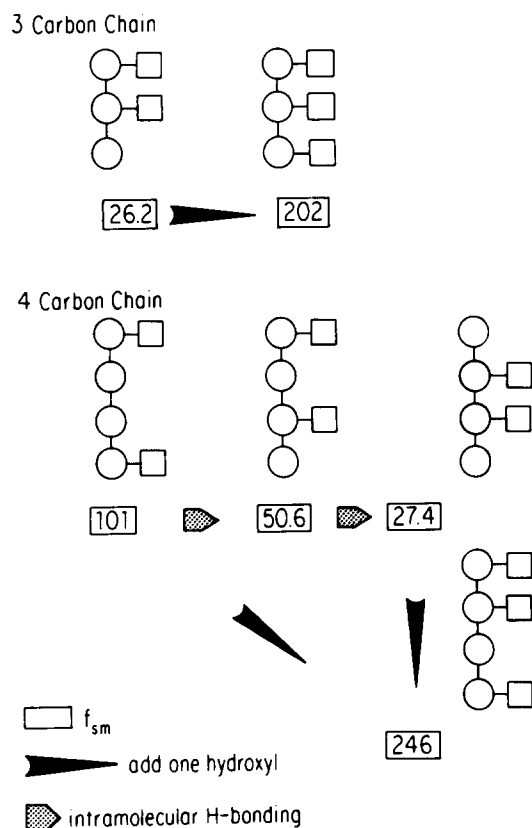 3 Carbon Chain
26.2 202
4 Carbon Chain
101 50.6 27.4
246
f_sm
add one hydroxyl
intramolecular H-bonding